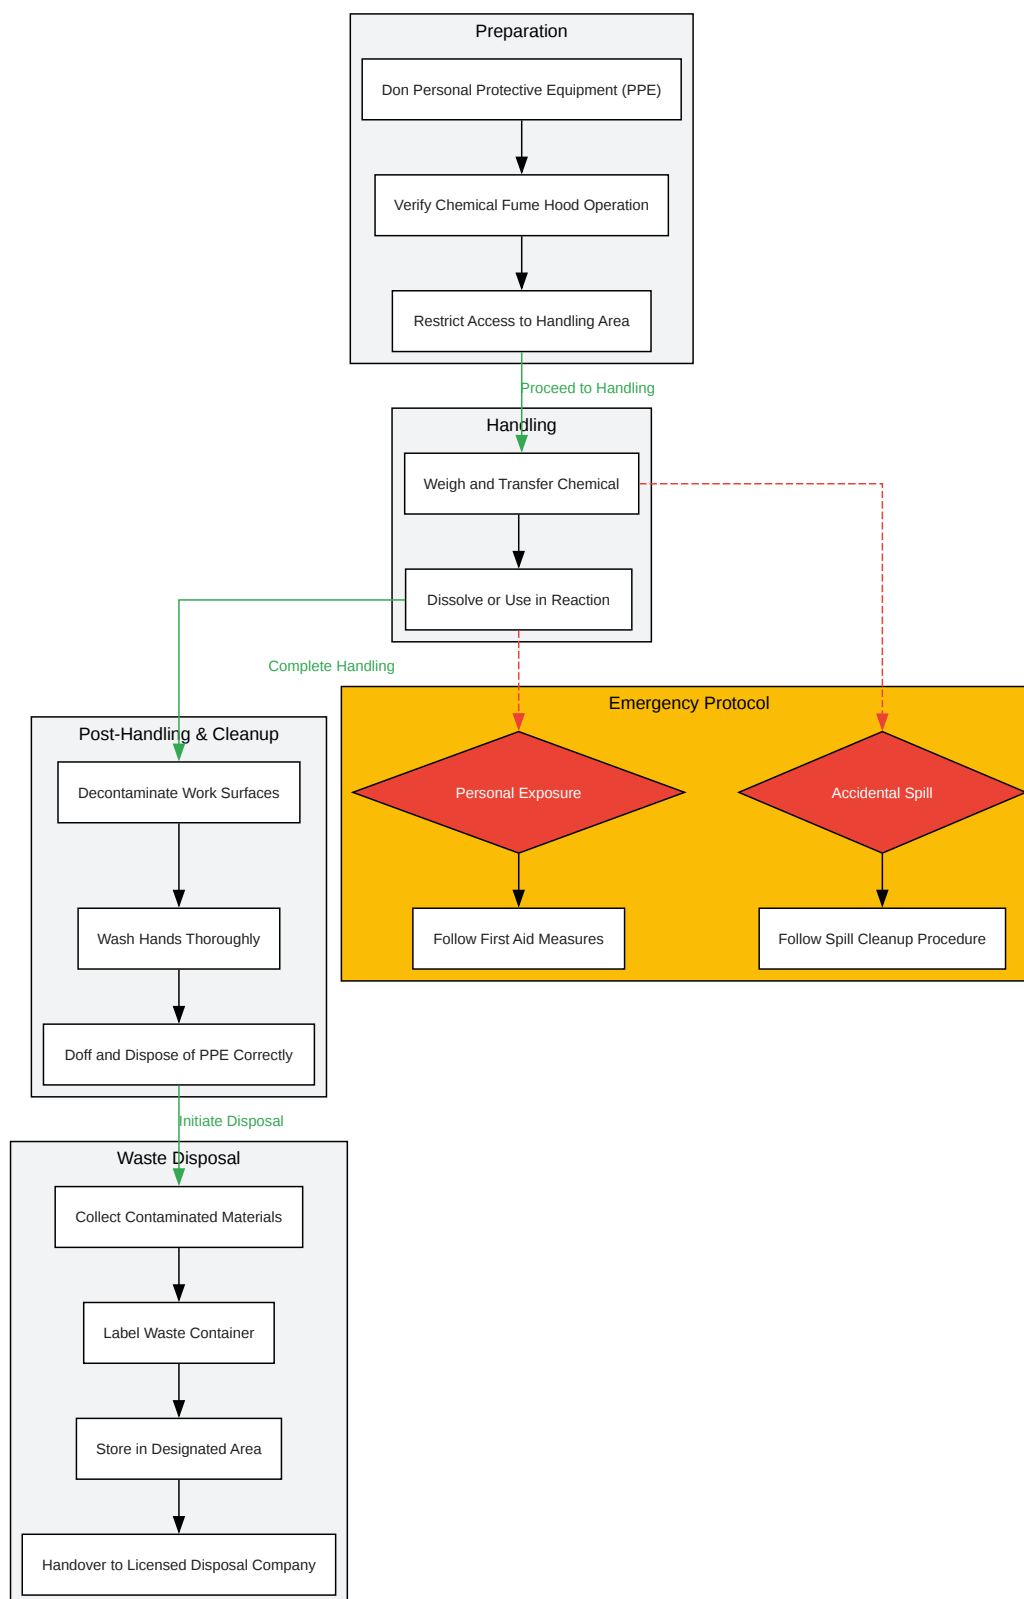 Preparation
Don Personal Protective Equipment (PPE)
Verify Chemical Fume Hood Operation
Restrict Access to Handling Area
Proceed to Handling
Handling
Weigh and Transfer Chemical
Dissolve or Use in Reaction
Complete Handling
Emergency Protocol
Personal Exposure
Accidental Spill
Follow First Aid Measures
Follow Spill Cleanup Procedure
Post-Handling & Cleanup
Decontaminate Work Surfaces
Wash Hands Thoroughly
Doff and Dispose of PPE Correctly
Initiate Disposal
Waste Disposal
Collect Contaminated Materials
Label Waste Container
Store in Designated Area
Handover to Licensed Disposal Company